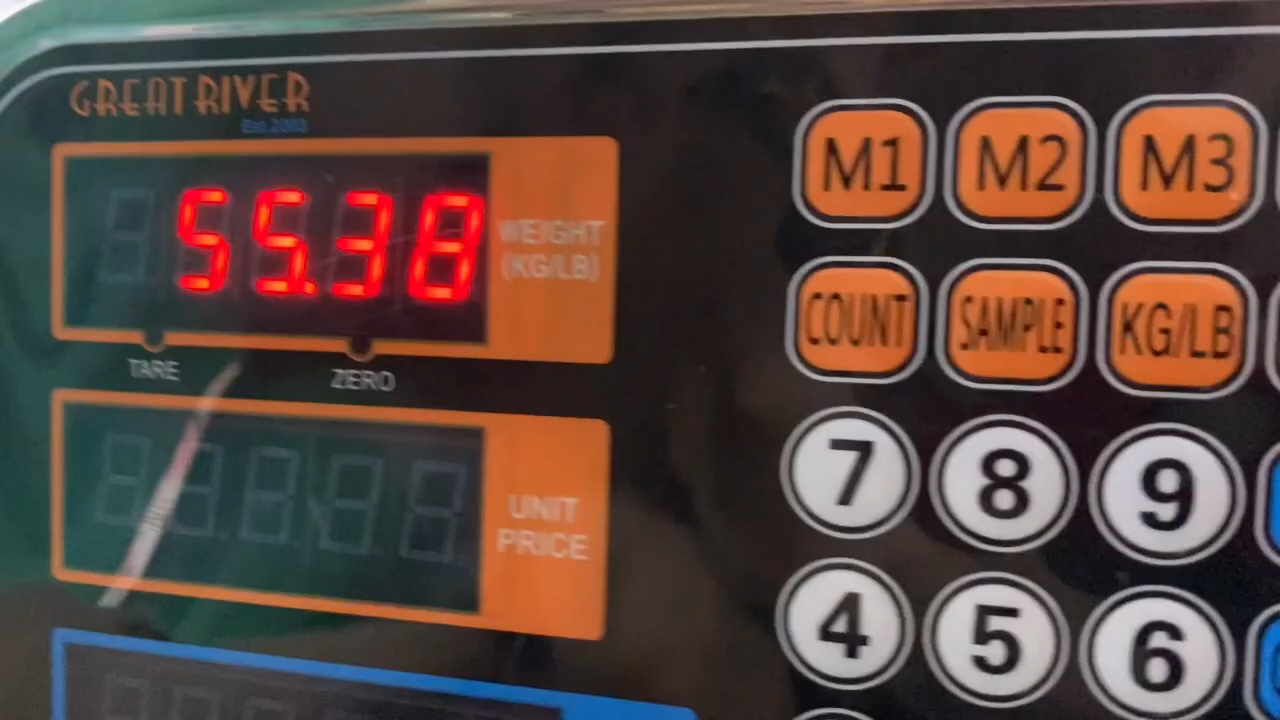 GREAT RIVER
Est.2003
55.38
WEIGHT
(KG/LB)
TARE
ZERO
UNIT
PRICE
M1
M2
M3
COUNT
SAMPLE
KG/LB
7
8
9
4
5
6